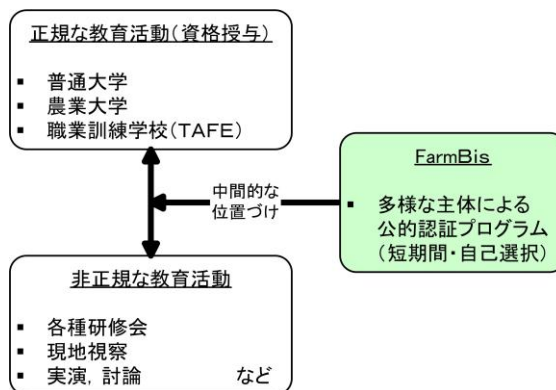 正規な教育活動(資格授与)
▪ 普通大学
▪ 農業大学
▪ 職業訓練学校(TAFE)
中間的な
位置づけ
FarmBis
▪ 多様な主体による
公的認証プログラム
(短期間・自己選択)
非正規な教育活動
▪ 各種研修会
▪ 現地視察
▪ 実演, 討論 など